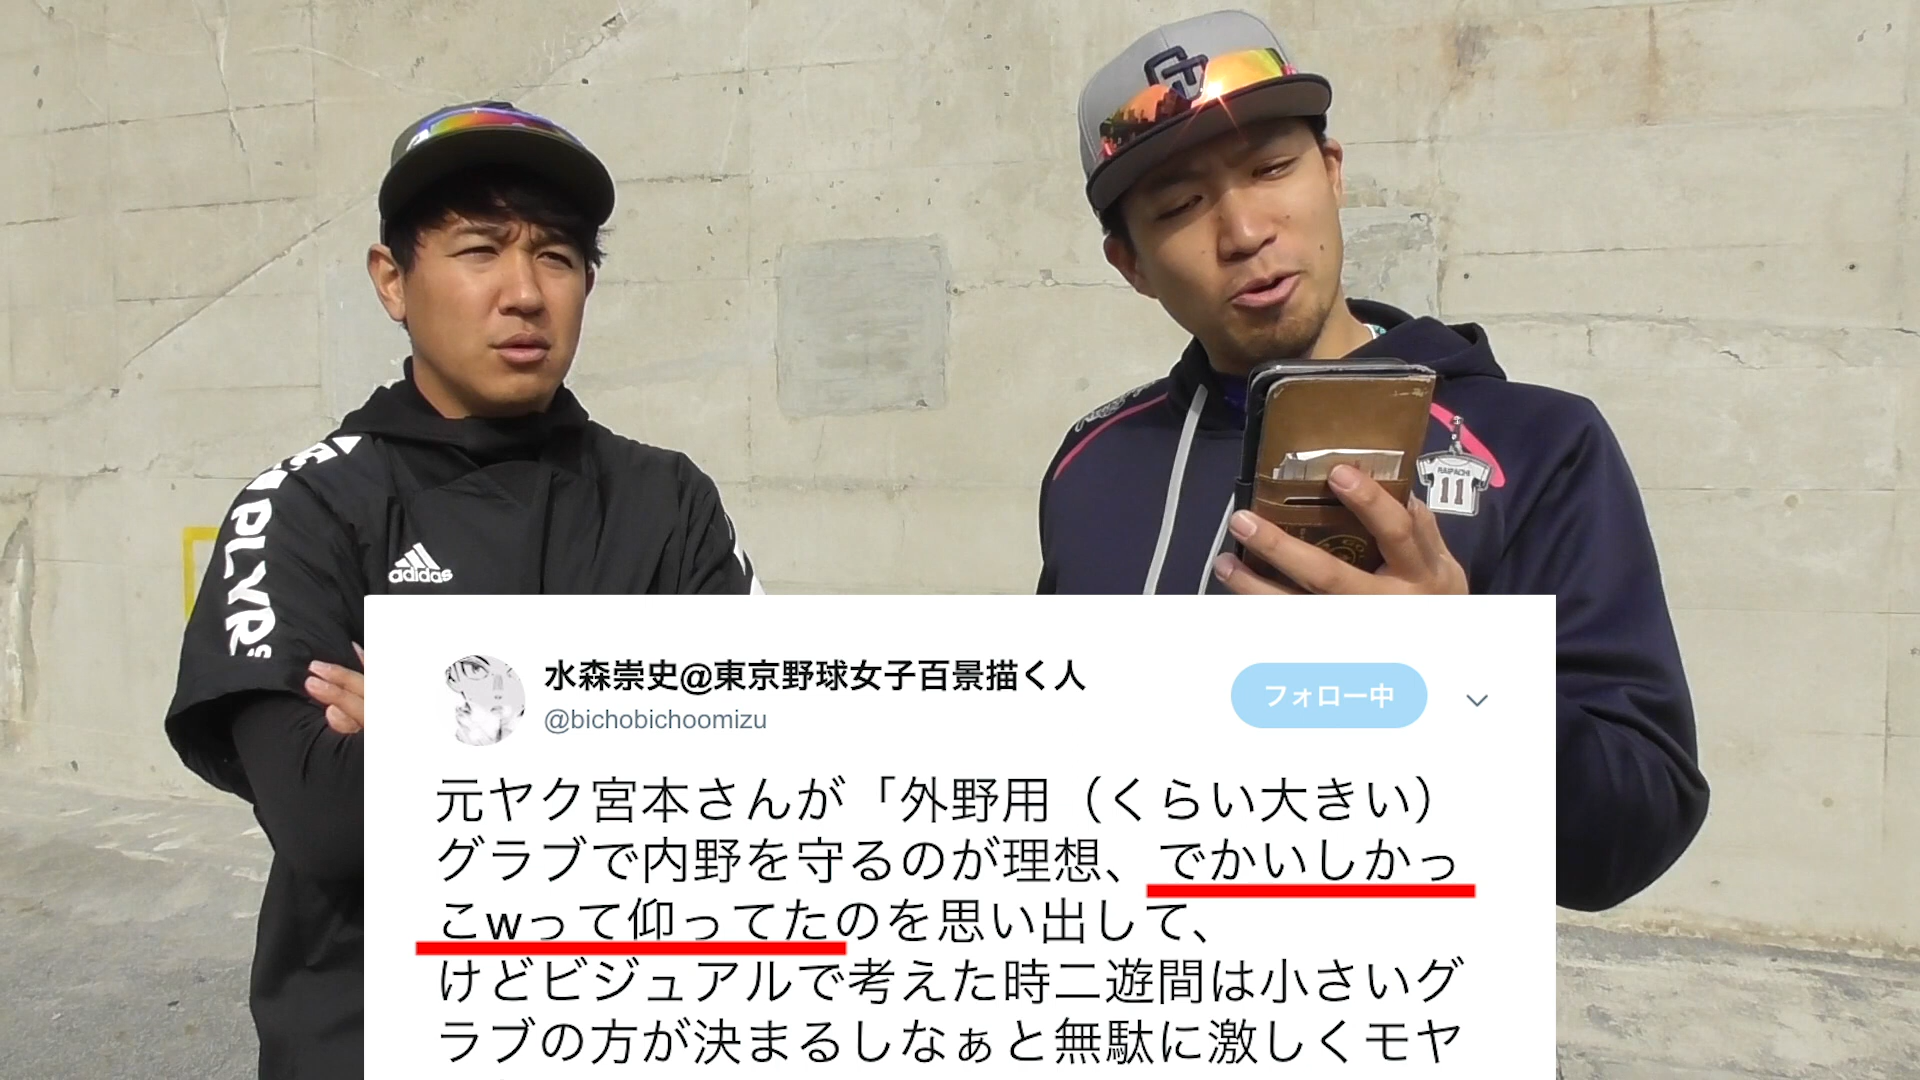 PLYR
adidas
11
水森崇史@東京野球女子百景描く人
@bichobichoomizu
フォロー中
元ヤク宮本さんが「外野用（くらい大きい）
グラブで内野を守るのが理想、でかいしかっ
こwって仰ってたのを思い出して、
けどビジュアルで考えた時二遊間は小さいグ
ラブの方が決まるしなぁと無駄に激しくモヤ